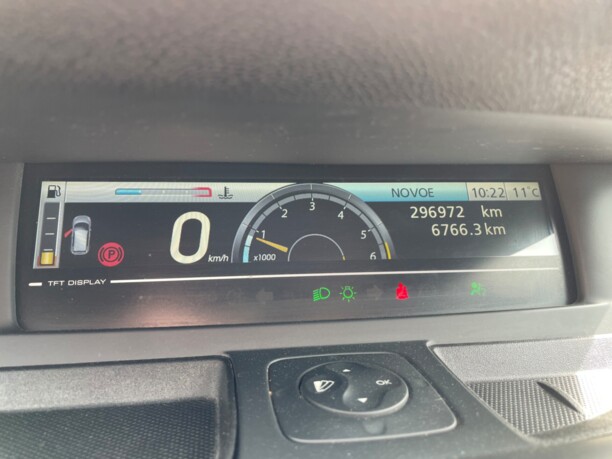 NOVOE 10:22 11°C
296972 km
6766.3 km
0 km/h
1 2 3 4 5 6
x1000
P
TFT DISPLAY
OK